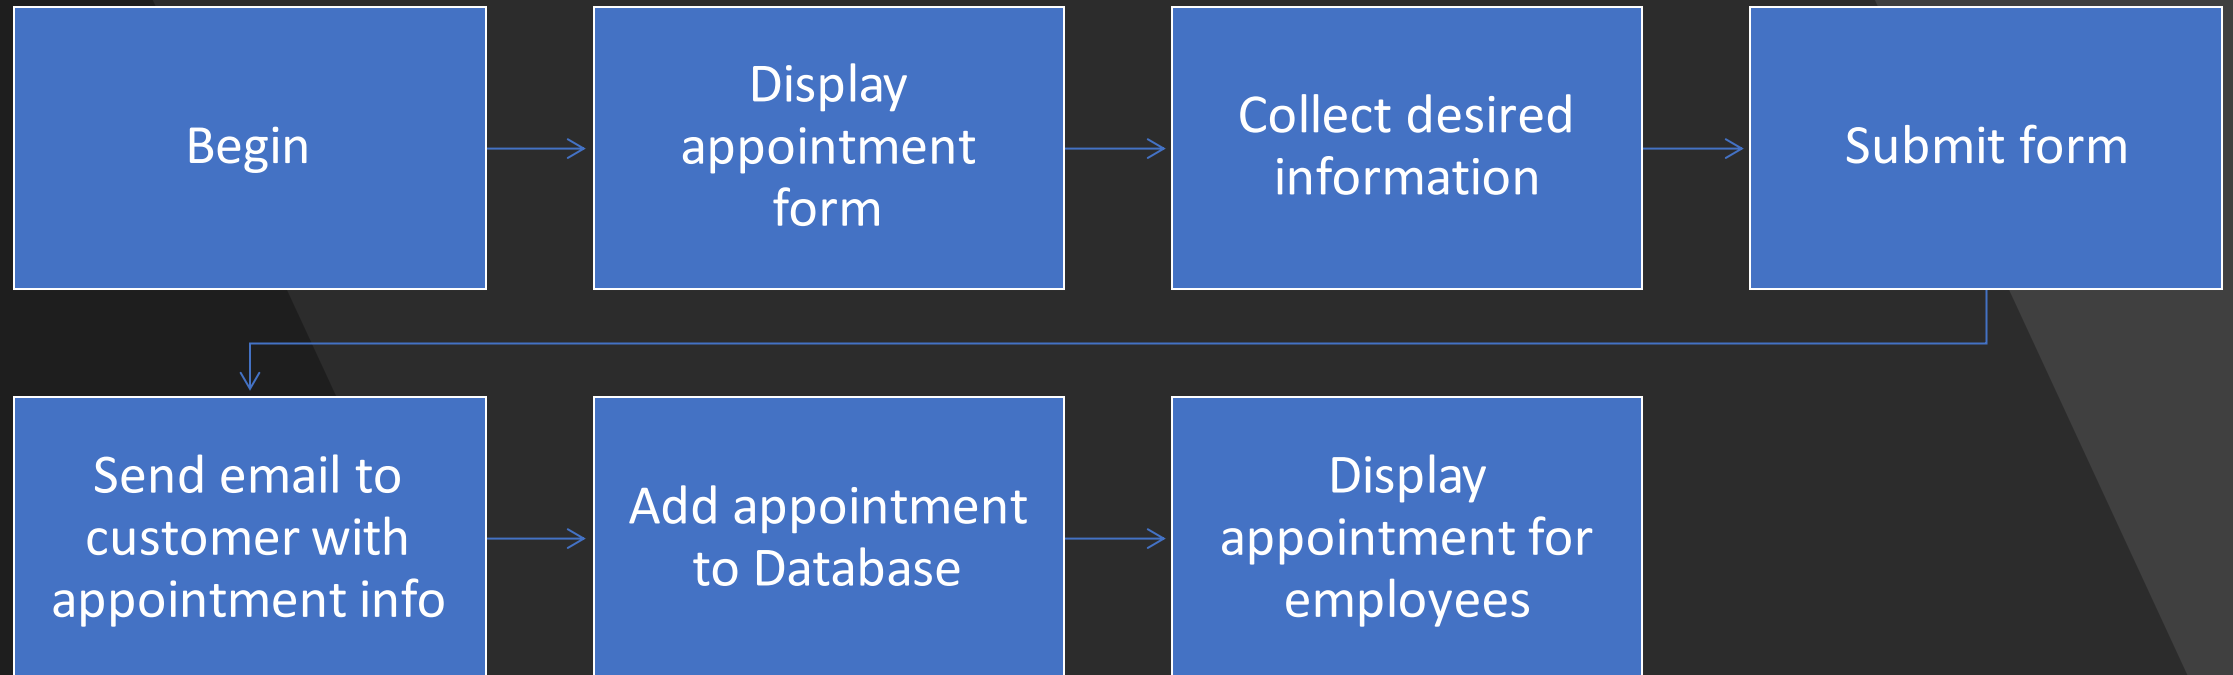 Begin
Display
appointment
form
Collect desired
information
Submit form
Send email to
customer with
appointment info
Add appointment
to Database
Display
appointment for
employees